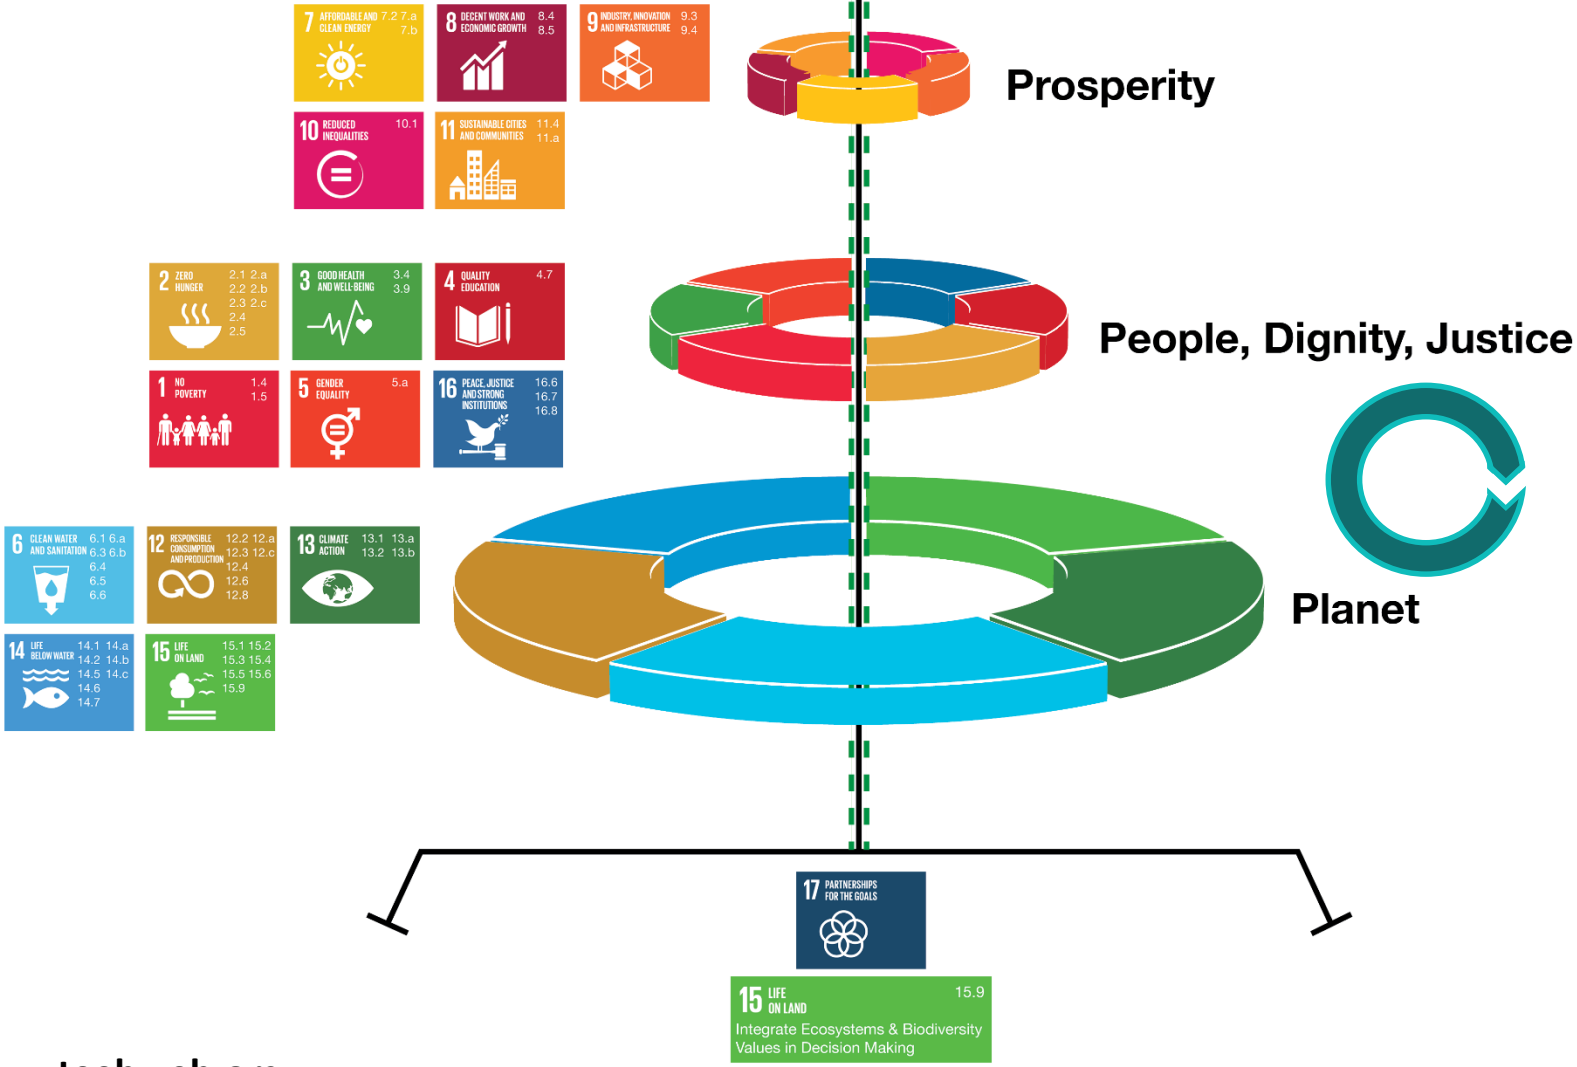 7 AFFORDABLE AND CLEAN ENERGY
7.2 7.a
7.b
8 DECENT WORK AND ECONOMIC GROWTH
8.4
8.5
9 INDUSTRY, INNOVATION AND INFRASTRUCTURE
9.3
9.4
Prosperity
10 REDUCED INEQUALITIES
10.1
11 SUSTAINABLE CITIES AND COMMUNITIES
11.4
11.a
2 ZERO HUNGER
2.1 2.a
2.2 2.b
2.3 2.c
2.4
2.5
3 GOOD HEALTH AND WELL-BEING
3.4
3.9
4 QUALITY EDUCATION
4.7
People, Dignity, Justice
1 NO POVERTY
1.4
1.5
5 GENDER EQUALITY
5.a
16 PEACE, JUSTICE AND STRONG INSTITUTIONS
16.6
16.7
16.8
6 CLEAN WATER AND SANITATION
6.1 6.a
6.3 6.b
6.4
6.5
6.6
12 RESPONSIBLE CONSUMPTION AND PRODUCTION
12.2 12.a
12.3 12.c
12.4
12.6
12.8
13 CLIMATE ACTION
13.1 13.a
13.2 13.b
Planet
14 LIFE BELOW WATER
14.1 14.a
14.2 14.b
14.5 14.c
14.6
14.7
15 LIFE ON LAND
15.1 15.2
15.3 15.4
15.5 15.6
15.9
17 PARTNERSHIPS FOR THE GOALS
15 LIFE ON LAND
15.9
Integrate Ecosystems & Biodiversity
Values in Decision Making